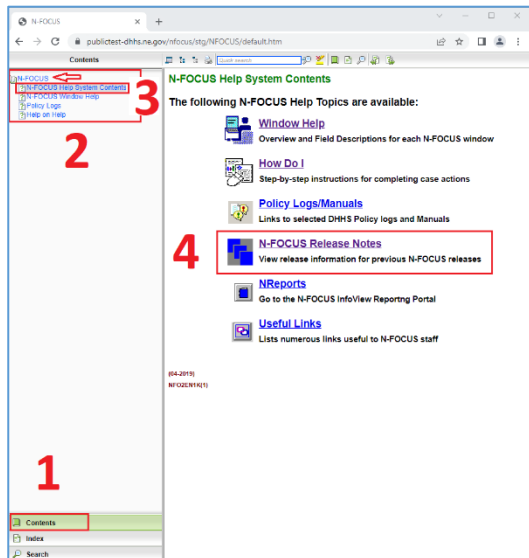 N-FOCUS
publictest-dhhs.ne.gov/nfocus/stg/NFOCUS/default.htm
Contents
Quick search
N-FOCUS
N-FOCUS Help System Contents
N-FOCUS Window Help
Policy Logs
Help on Help
3
2
N-FOCUS Help System Contents
The following N-FOCUS Help Topics are available:
Window Help
Overview and Field Descriptions for each N-FOCUS window
How Do I
Step-by-step instructions for completing case actions
Policy Logs/Manuals
Links to selected DHHS Policy logs and Manuals
4
N-FOCUS Release Notes
View release information for previous N-FOCUS releases
NReports
Go to the N-FOCUS InfoView Reportng Portal
Useful Links
Lists numerous links useful to N-FOCUS staff
(04-2019)
NFO2EN1K(1)
1
Contents
Index
Search